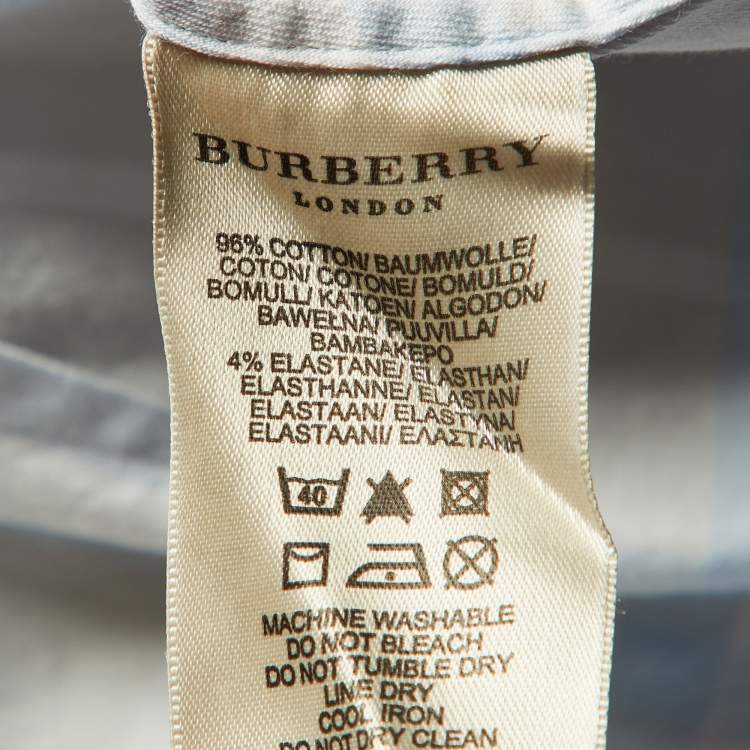 BURBERRY
LONDON
96% COTTON/ BAUMWOLLE/
COTON/ COTONE/ BOMULD/
BOMULL/ KATOEN/ ALGODON/
BAWEŁNA/ PUUVILLA/
ΒΑΜΒΑΚΕΡΟ
4% ELASTANE/ ELASTHAN/
ELASTHANNE/ ELASTAN/
ELASTAAN/ ELASTYNA/
ELASTAANI/ ΕΛΑΣΤΑΝΗ
40
MACHINE WASHABLE
DO NOT BLEACH
DO NOT TUMBLE DRY
LINE DRY
COOL IRON
DO NOT DRY CLEAN